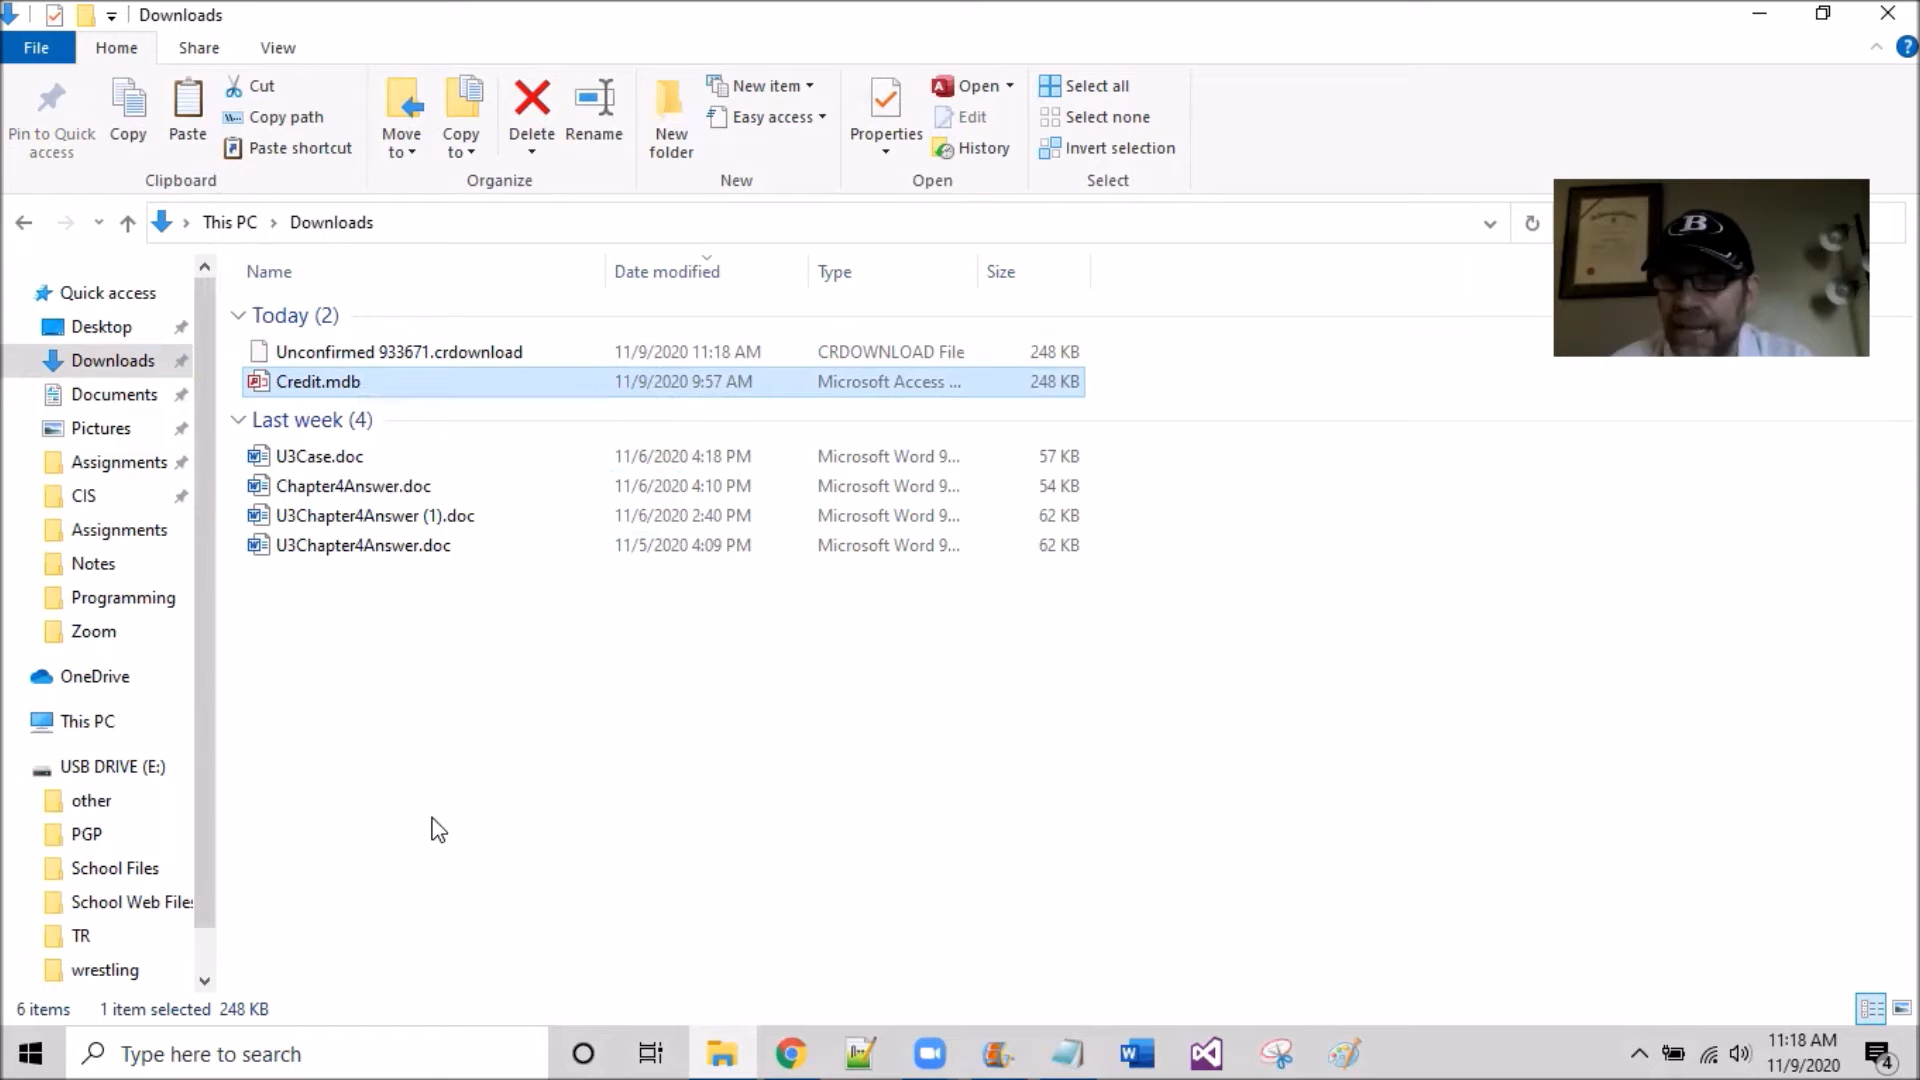 Downloads
File Home Share View
Pin to Quick access
Copy
Paste
Cut
Copy path
Paste shortcut
Clipboard
Move to
Copy to
Delete
Rename
Organize
New folder
New item
Easy access
New
Properties
Open
Edit
History
Open
Select all
Select none
Invert selection
Select
This PC > Downloads
Name Date modified Type Size
Today (2)
Unconfirmed 933671.crdownload 11/9/2020 11:18 AM CRDOWNLOAD File 248 KB
Credit.mdb 11/9/2020 9:57 AM Microsoft Access ... 248 KB
Last week (4)
U3Case.doc 11/6/2020 4:18 PM Microsoft Word 9... 57 KB
Chapter4Answer.doc 11/6/2020 4:10 PM Microsoft Word 9... 54 KB
U3Chapter4Answer (1).doc 11/6/2020 2:40 PM Microsoft Word 9... 62 KB
U3Chapter4Answer.doc 11/5/2020 4:09 PM Microsoft Word 9... 62 KB
Quick access
Desktop
Downloads
Documents
Pictures
Assignments
CIS
Assignments
Notes
Programming
Zoom
OneDrive
This PC
USB DRIVE (E:)
other
PGP
School Files
School Web Files
TR
wrestling
B
6 items 1 item selected 248 KB
Type here to search
11:18 AM
11/9/2020
4